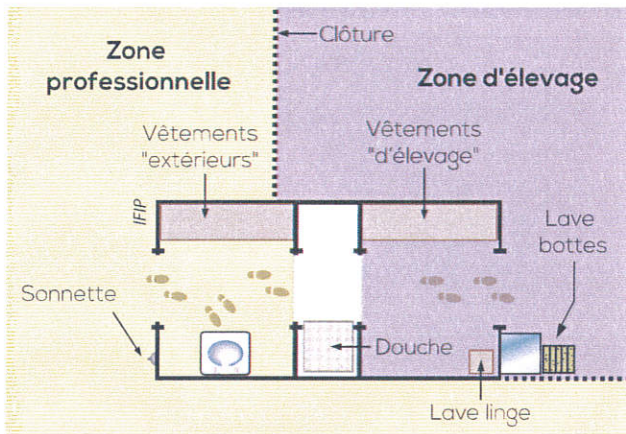 Clôture
Zone
professionnelle
Zone d'élevage
Vêtements
"extérieurs"
Vêtements
"d'élevage"
IFIP
Lave
bottes
Sonnette
Douche
Lave linge